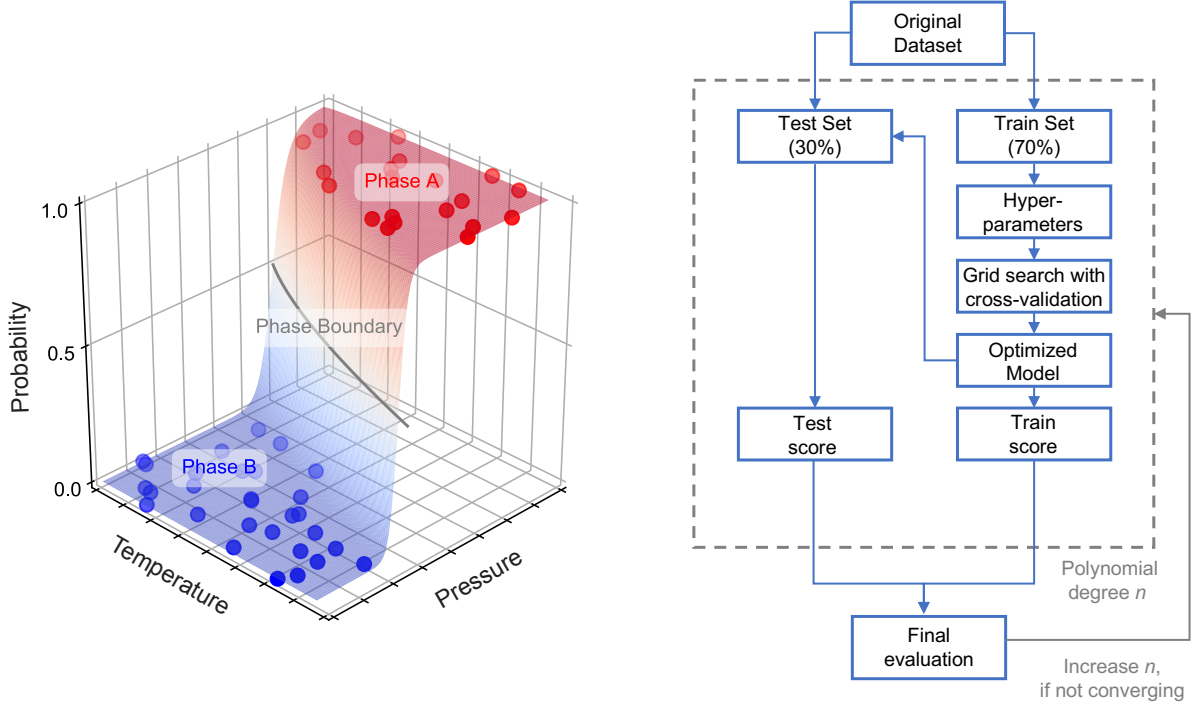 Phase A
1.0
Phase Boundary
0.5
Probability
Phase B
0.0
Temperature
Pressure
Original
Dataset
Test Set
(30%)
Train Set
(70%)
Hyper-
parameters
Grid search with
cross-validation
Optimized
Model
Test
score
Train
score
Polynomial
degree n
Final
evaluation
Increase n,
if not converging